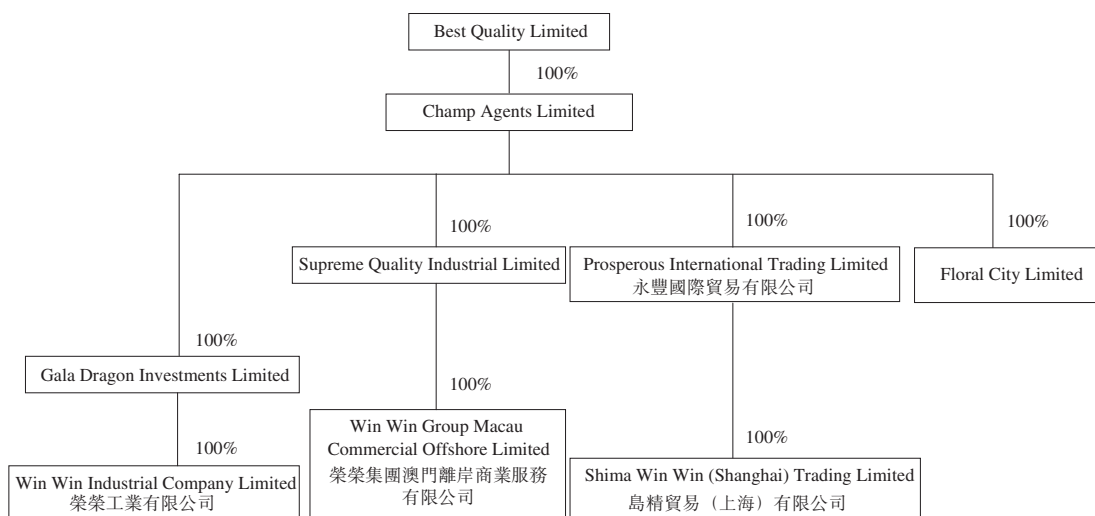 Best Quality Limited
100%
Champ Agents Limited
100%
100%
100%
Supreme Quality Industrial Limited
Prosperous International Trading Limited
永豐國際貿易有限公司
Floral City Limited
100%
Gala Dragon Investments Limited
100%
Win Win Group Macau
Commercial Offshore Limited
榮榮集團澳門離岸商業服務
有限公司
100%
Win Win Industrial Company Limited
榮榮工業有限公司
100%
Shima Win Win (Shanghai) Trading Limited
島精貿易（上海）有限公司